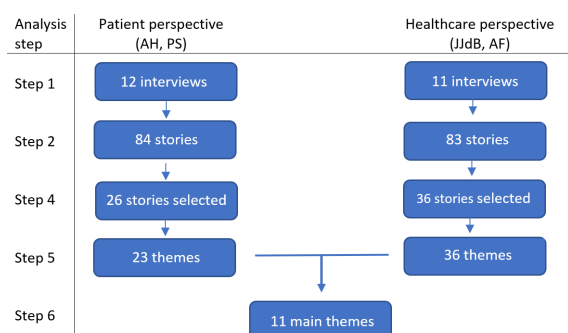 Analysis step
Patient perspective (AH, PS)
Healthcare perspective (JJdB, AF)
Step 1
12 interviews
11 interviews
Step 2
84 stories
83 stories
Step 4
26 stories selected
36 stories selected
Step 5
23 themes
36 themes
Step 6
11 main themes